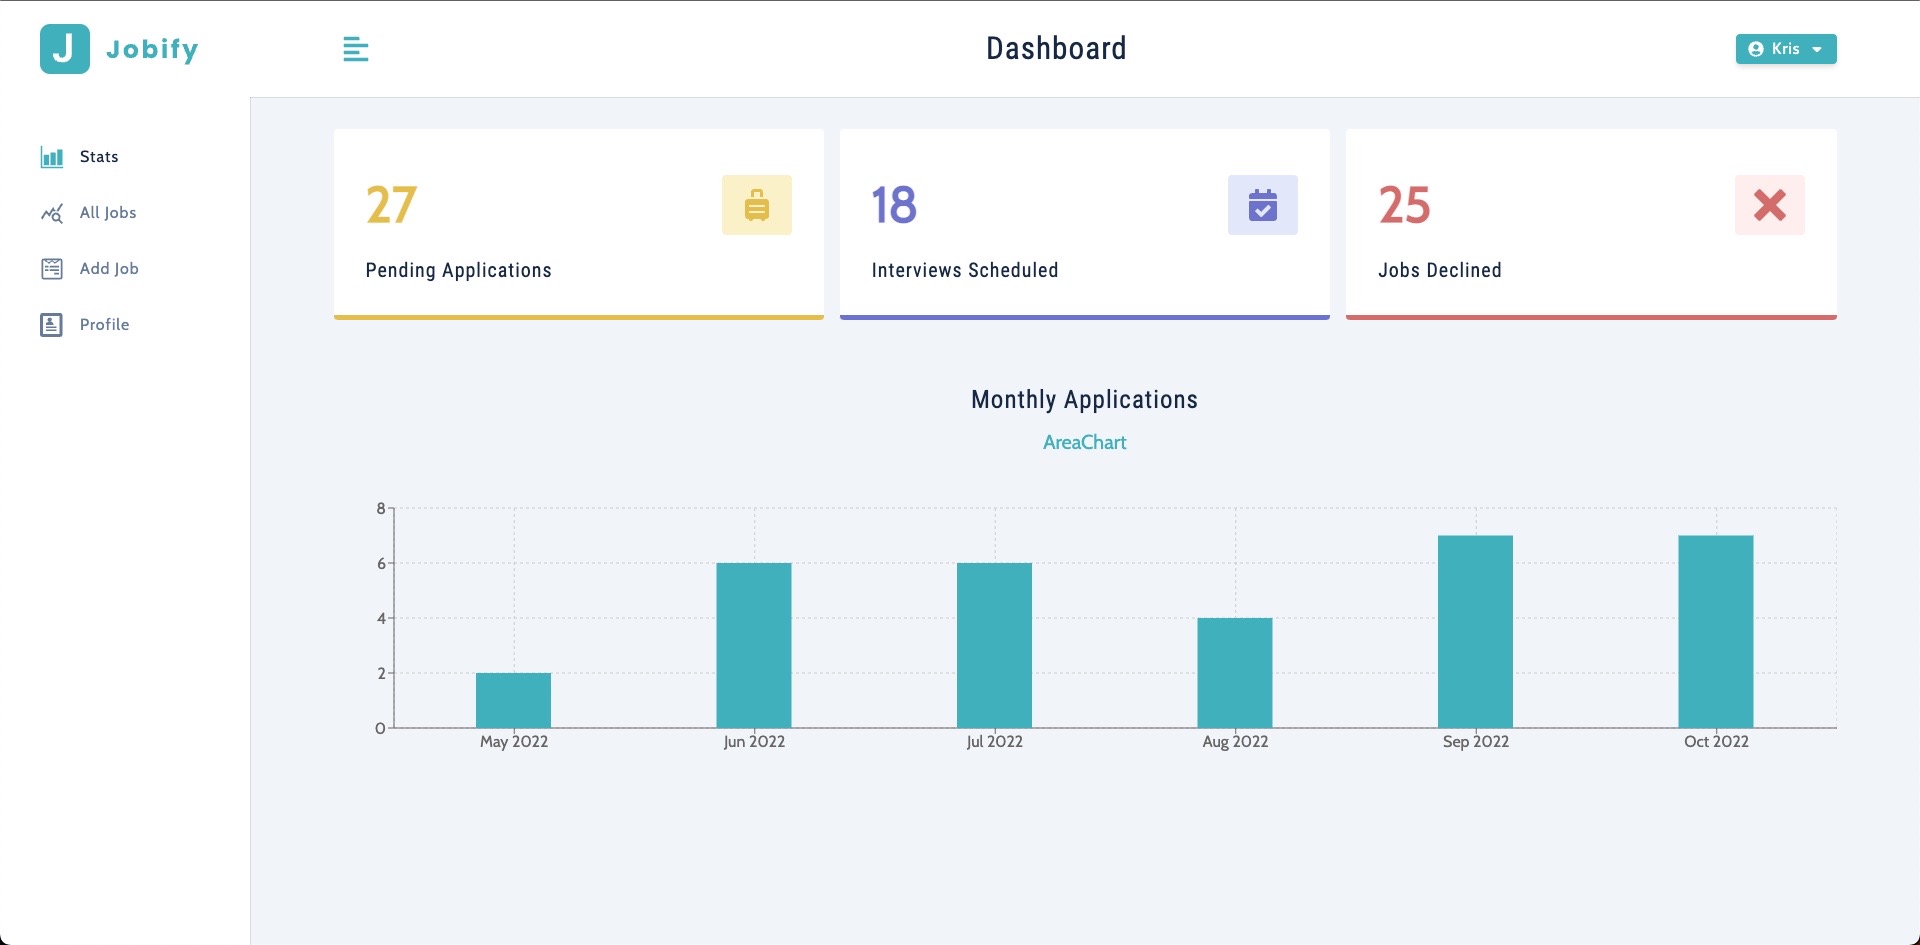 J Jobify
Dashboard
Kris
Stats
All Jobs
Add Job
Profile
27
Pending Applications
18
Interviews Scheduled
25
Jobs Declined
Monthly Applications
AreaChart
8
6
4
2
0
May 2022 Jun 2022 Jul 2022 Aug 2022 Sep 2022 Oct 2022